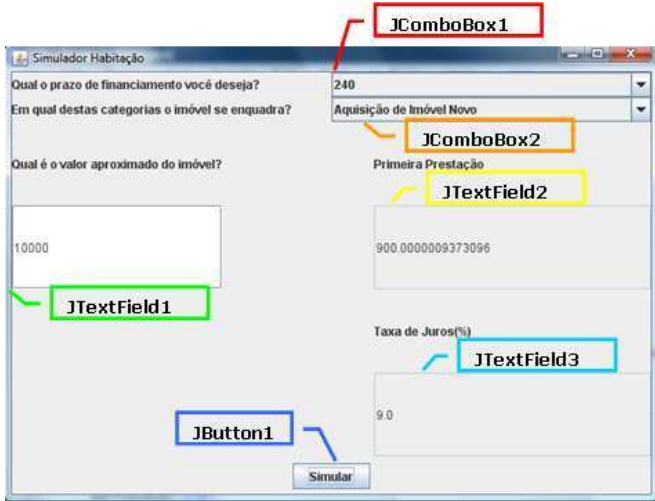 JComboBox1
Simulador Habitação
Qual o prazo de financiamento você deseja?
240
Em qual destas categorias o imóvel se enquadra?
Aquisição de Imóvel Novo
JComboBox2
Qual é o valor aproximado do imóvel?
Primeira Prestação
JTextField2
10000
900.0000009373096
JTextField1
Taxa de Juros(%)
JTextField3
9.0
JButton1
Simular